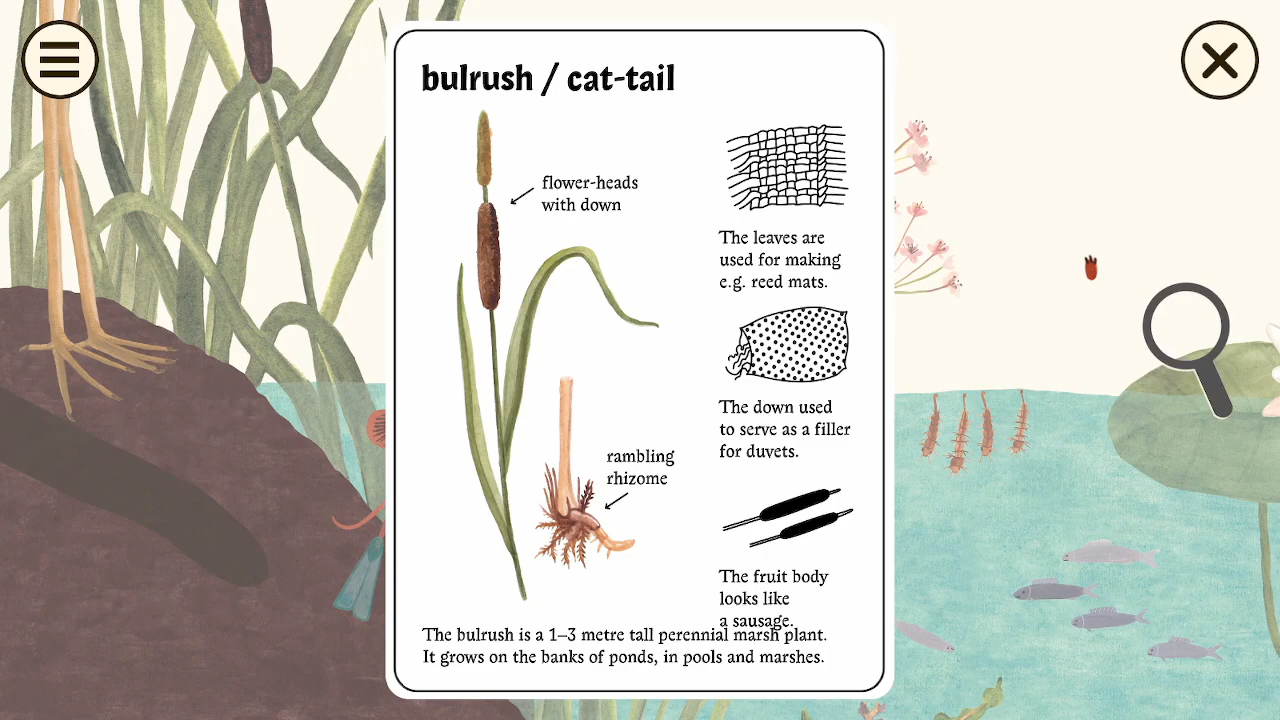 bulrush / cat-tail
flower-heads
with down
The leaves are
used for making
e.g. reed mats.
The down used
to serve as a filler
for duvets.
rambling
rhizome
The fruit body
looks like
a sausage.
The bulrush is a 1–3 metre tall perennial marsh plant.
It grows on the banks of ponds, in pools and marshes.